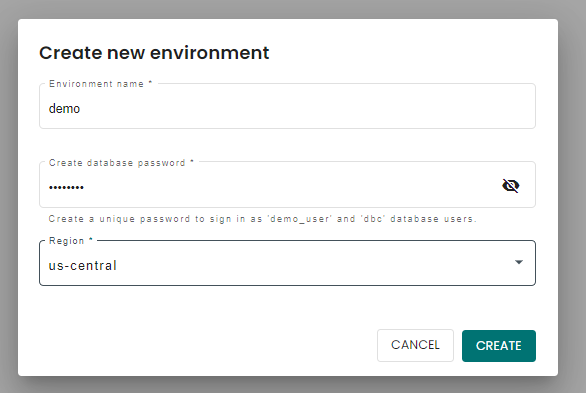 Create new environment
Environment name *
demo
Create database password *
••••••••
Create a unique password to sign in as 'demo_user' and 'dbc' database users.
Region *
us-central
CANCEL
CREATE